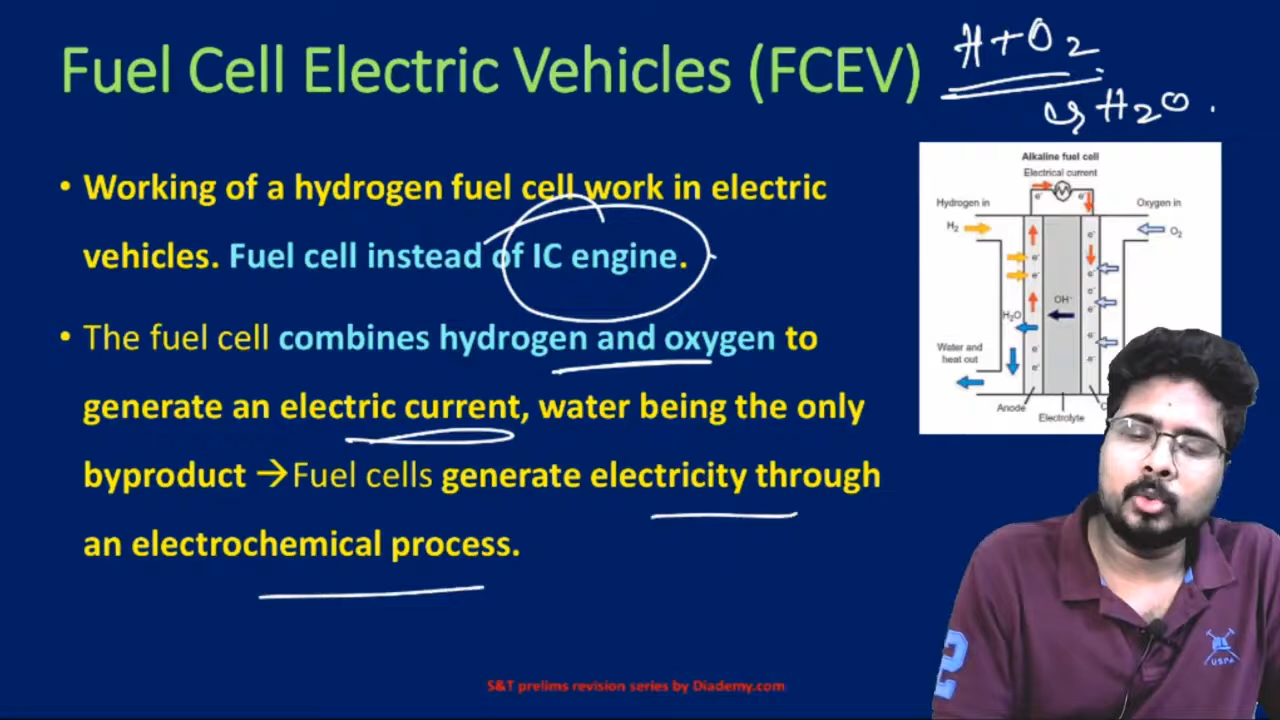 Fuel Cell Electric Vehicles (FCEV)
H+O2
H2O.
• Working of a hydrogen fuel cell work in electric
vehicles. Fuel cell instead of IC engine.
• The fuel cell combines hydrogen and oxygen to
generate an electric current, water being the only
byproduct →Fuel cells generate electricity through
an electrochemical process.
Alkaline fuel cell
Electrical current
e⁻ e⁻
Hydrogen in
Oxygen in
H₂
O₂
e⁻ e⁻
e⁻
e⁻ e⁻
OH⁻
e⁻
H₂O
e⁻
Water and
heat out
e⁻ e⁻
e⁻
Anode
Electrolyte
2
USPA
S&T prelims revision series by Diademy.com